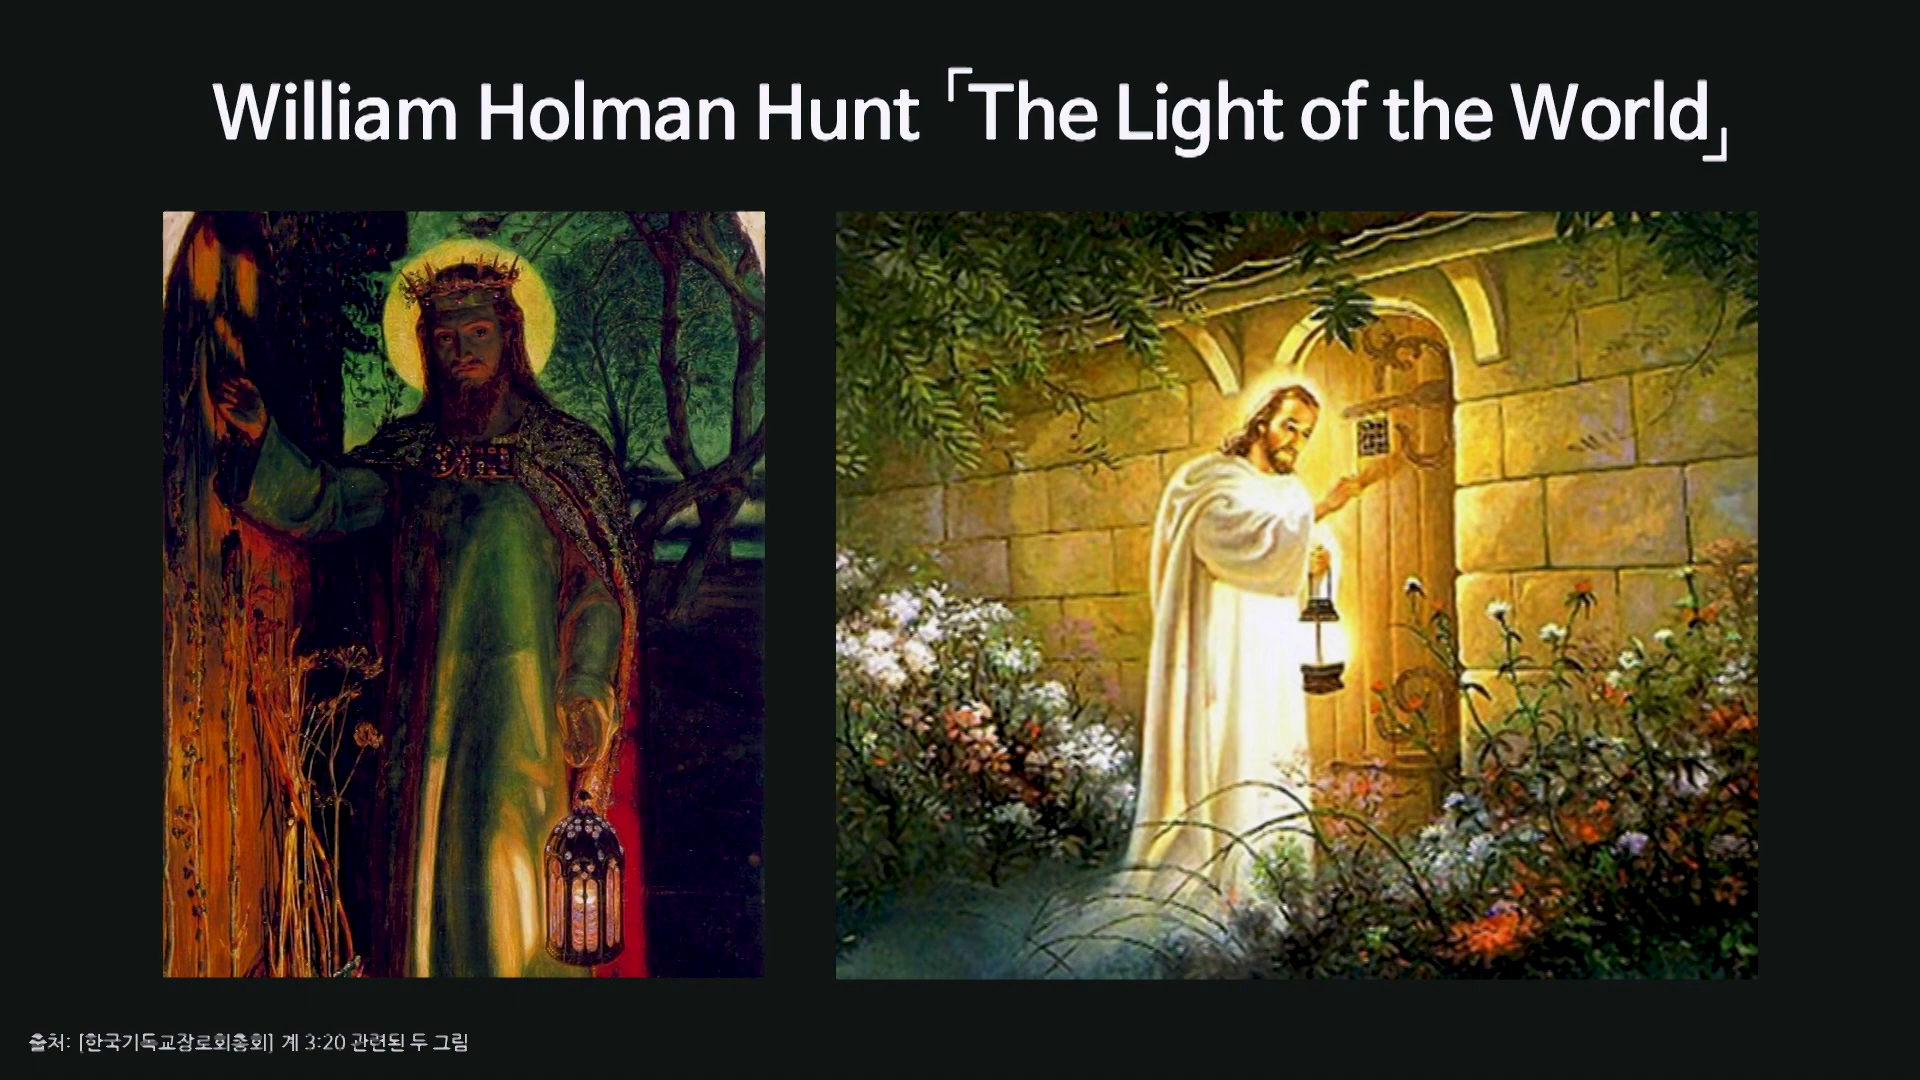 William Holman Hunt「The Light of the World」
출처: [한국기독교장로회총회] 계 3:20 관련된 두 그림